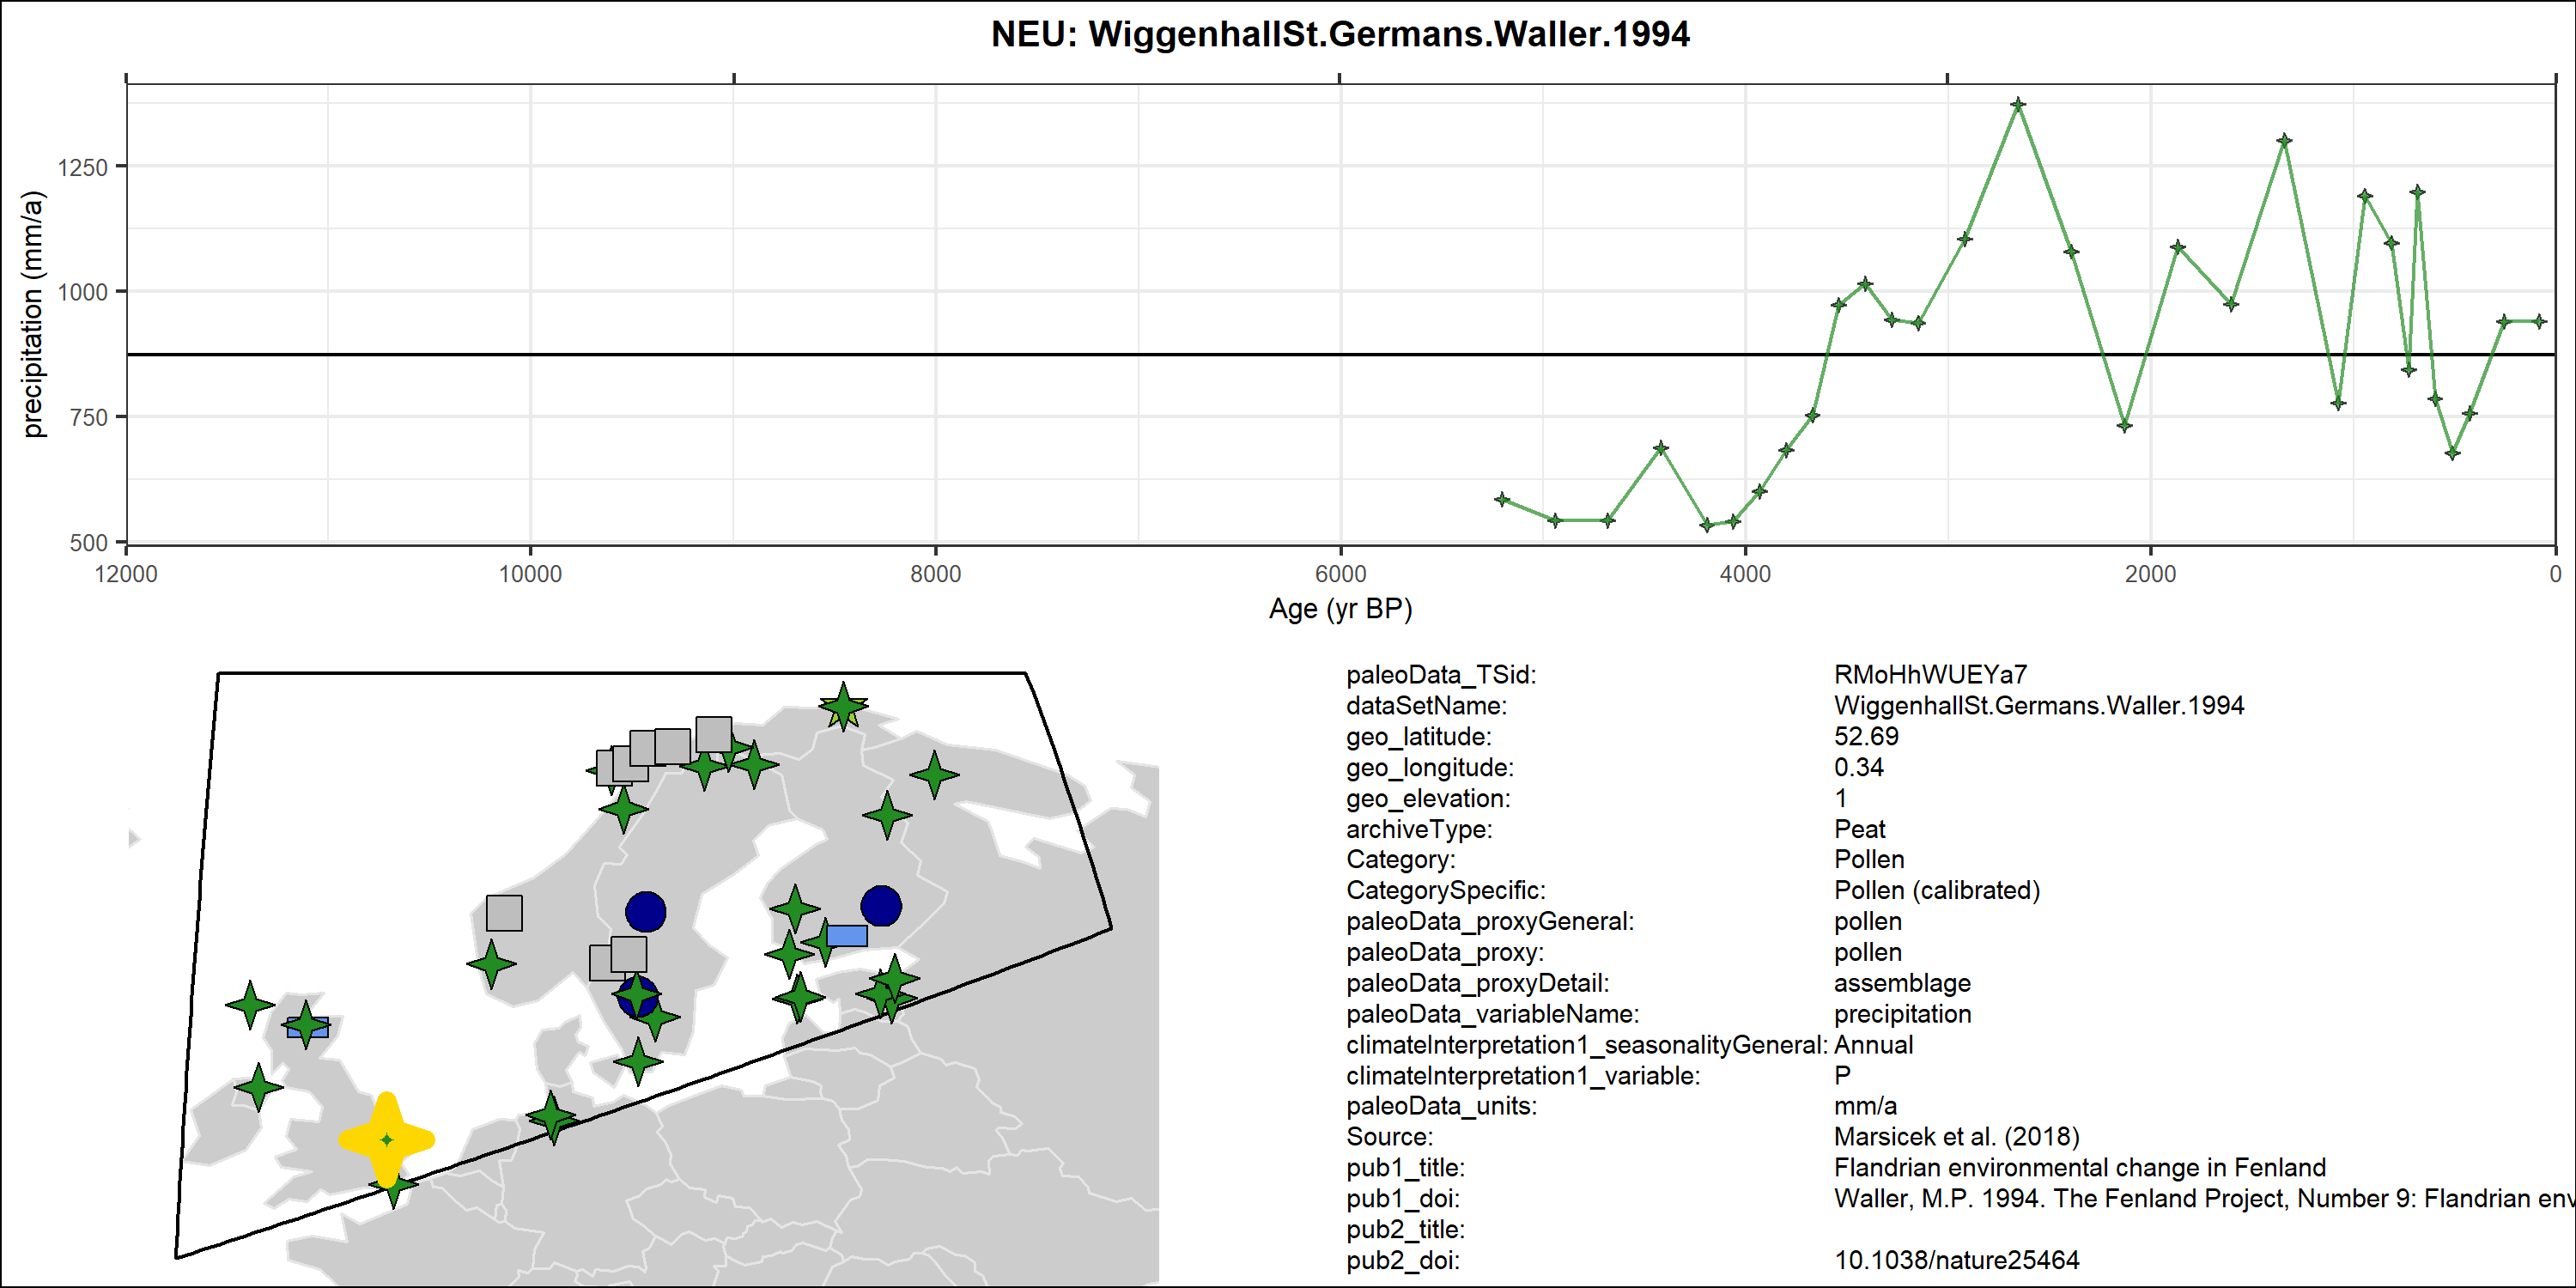 NEU: WiggenhallSt.Germans.Waller.1994
precipitation (mm/a)
1250
1000
750
500
12000 10000 8000 6000 4000 2000 0
Age (yr BP)
paleoData_TSid: RMoHhWUEYa7
dataSetName: WiggenhallSt.Germans.Waller.1994
geo_latitude: 52.69
geo_longitude: 0.34
geo_elevation: 1
archiveType: Peat
Category: Pollen
CategorySpecific: Pollen (calibrated)
paleoData_proxyGeneral: pollen
paleoData_proxy: pollen
paleoData_proxyDetail: assemblage
paleoData_variableName: precipitation
climateInterpretation1_seasonalityGeneral: Annual
climateInterpretation1_variable: P
paleoData_units: mm/a
Source: Marsicek et al. (2018)
pub1_title: Flandrian environmental change in Fenland
pub1_doi: Waller, M.P. 1994. The Fenland Project, Number 9: Flandrian env
pub2_title:
pub2_doi: 10.1038/nature25464